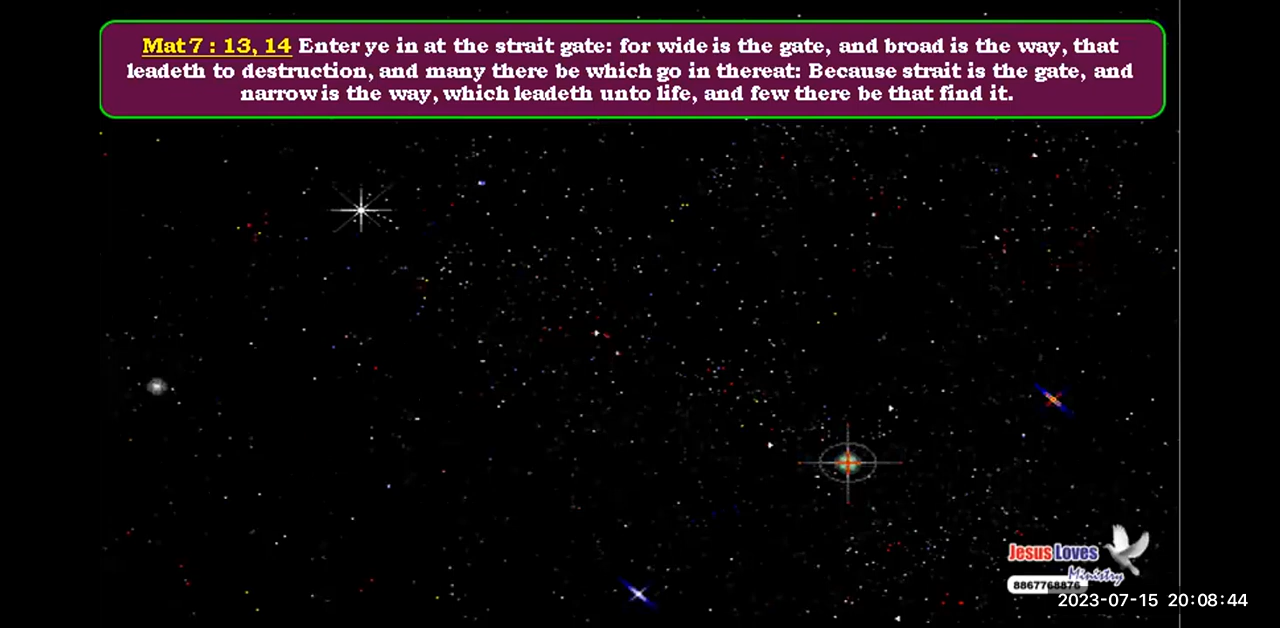 Mat 7 : 13, 14 Enter ye in at the strait gate: for wide is the gate, and broad is the way, that
leadeth to destruction, and many there be which go in thereat: Because strait is the gate, and
narrow is the way, which leadeth unto life, and few there be that find it.
Jesus Loves
Ministry
8867768876
2023-07-15 20:08:44